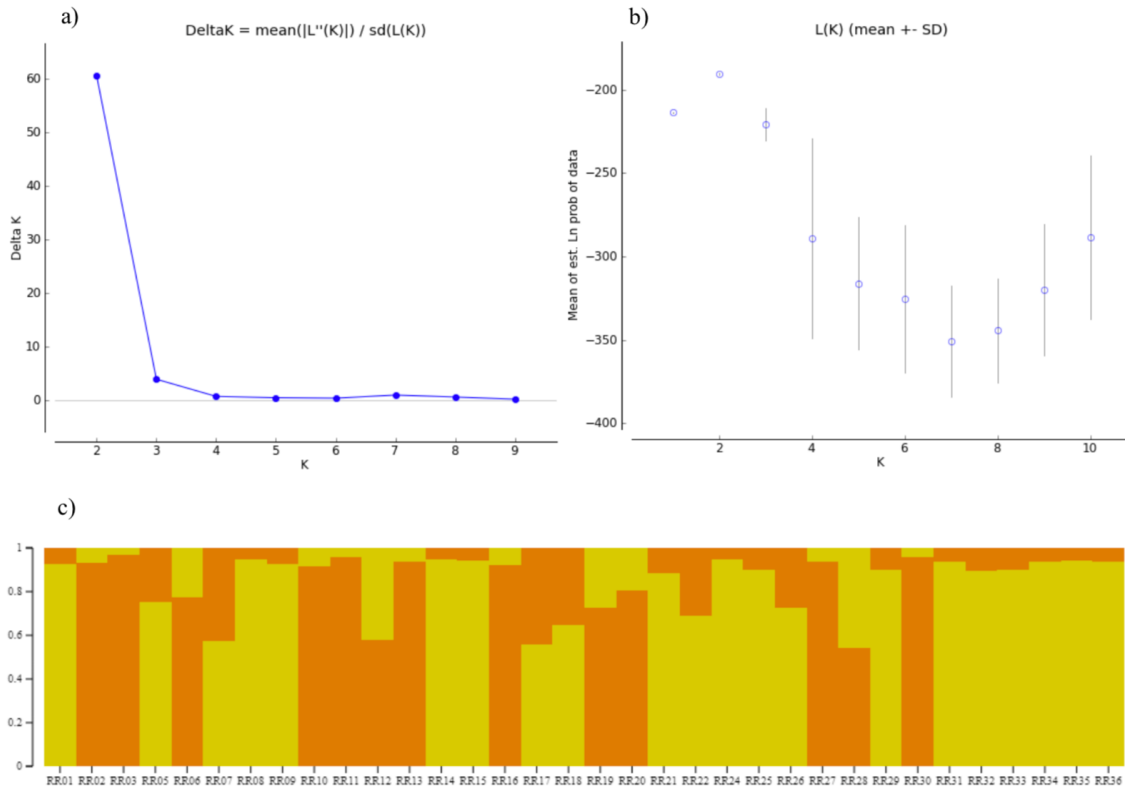 a)
DeltaK = mean(|L''(K)|) / sd(L(K))
60
50
40
30
20
10
0
Delta K
2 3 4 5 6 7 8 9
K
b)
L(K) (mean +- SD)
−200
−250
−300
−350
−400
Mean of est. Ln prob of data
2 4 6 8 10
K
c)
1
0.8
0.6
0.4
0.2
0
RR01 RR02 RR03 RR05 RR06 RR07 RR08 RR09 RR10 RR11 RR12 RR13 RR14 RR15 RR16 RR17 RR18 RR19 RR20 RR21 RR22 RR24 RR25 RR26 RR27 RR28 RR29 RR30 RR31 RR32 RR33 RR34 RR35 RR36